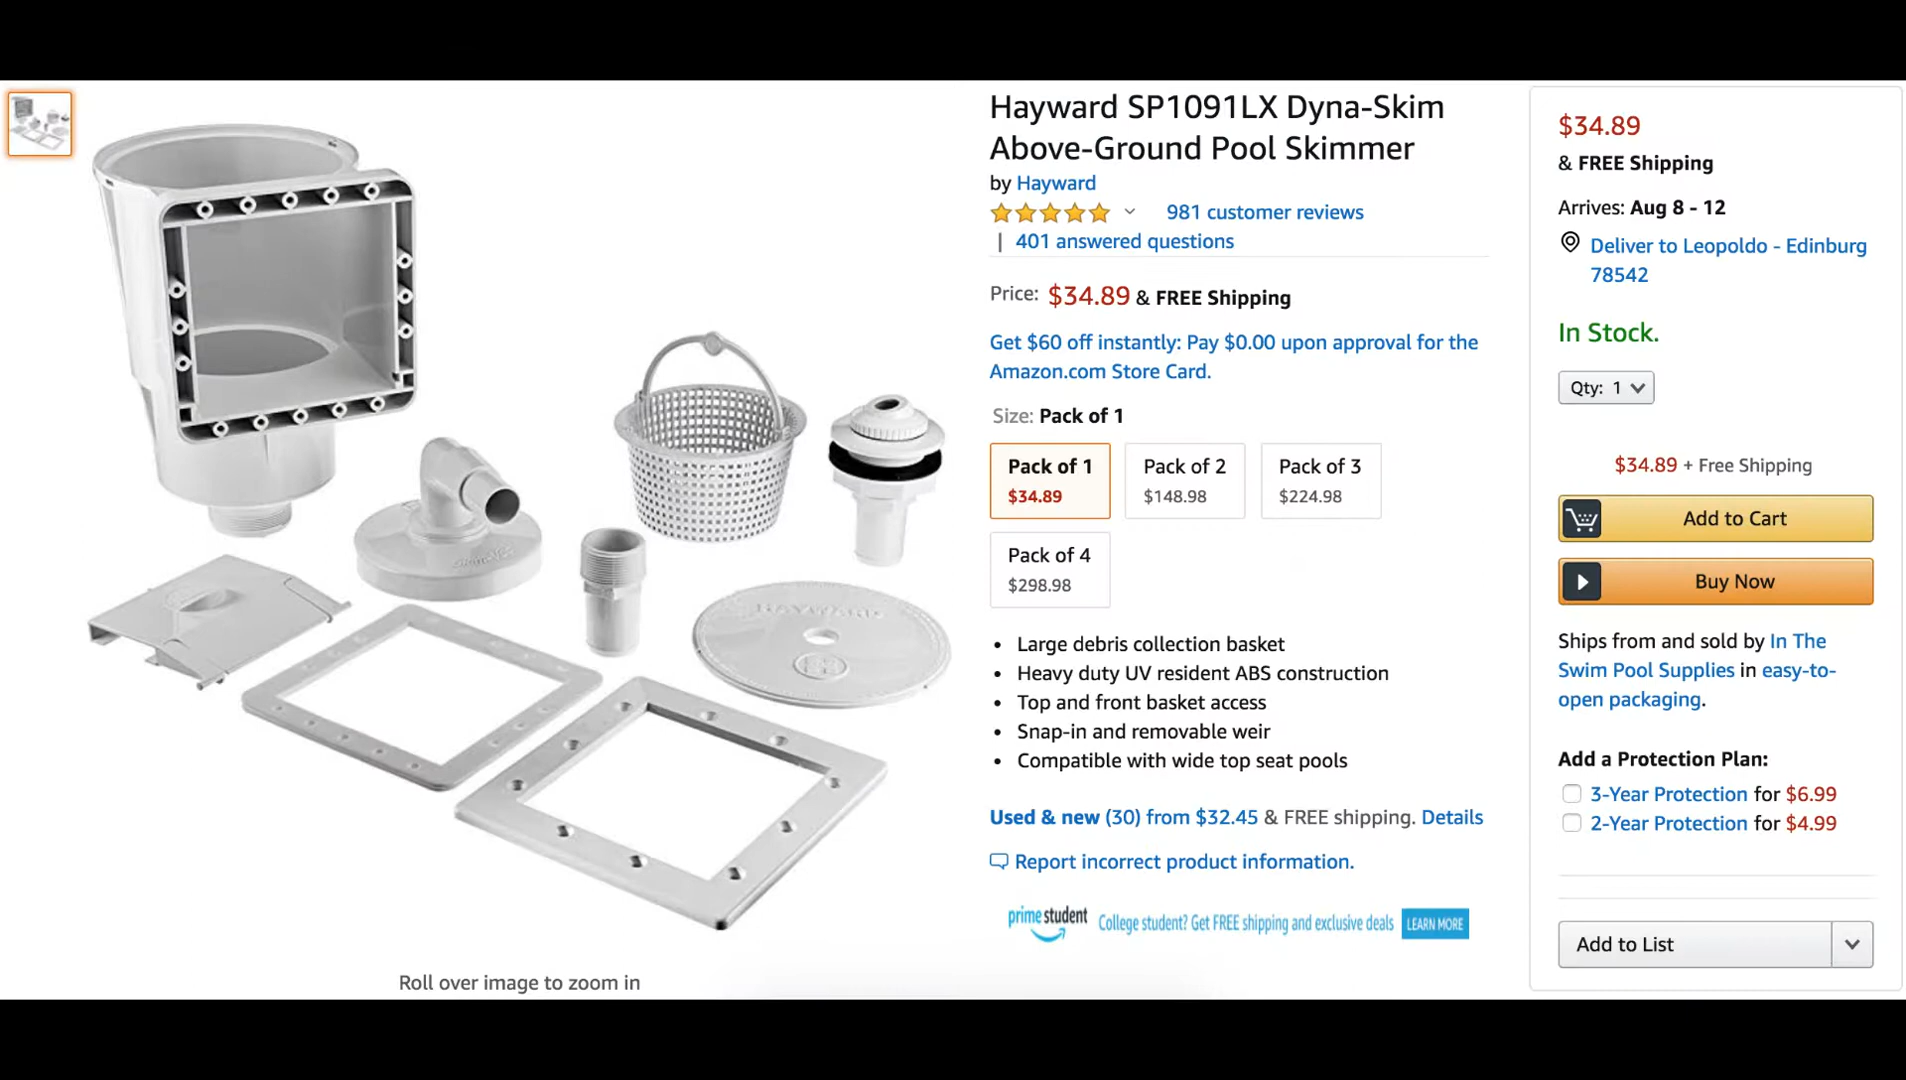 Hayward SP1091LX Dyna-Skim
Above-Ground Pool Skimmer
by Hayward
981 customer reviews
| 401 answered questions
Price: $34.89 & FREE Shipping
Get $60 off instantly: Pay $0.00 upon approval for the
Amazon.com Store Card.
Size: Pack of 1
Pack of 1
$34.89
Pack of 2
$148.98
Pack of 3
$224.98
Pack of 4
$298.98
• Large debris collection basket
• Heavy duty UV resident ABS construction
• Top and front basket access
• Snap-in and removable weir
• Compatible with wide top seat pools
Used & new (30) from $32.45 & FREE shipping. Details
Report incorrect product information.
prime student
College student? Get FREE shipping and exclusive deals
LEARN MORE
HAYWARD
Roll over image to zoom in
$34.89
& FREE Shipping
Arrives: Aug 8 - 12
Deliver to Leopoldo - Edinburg
78542
In Stock.
Qty: 1
$34.89 + Free Shipping
Add to Cart
Buy Now
Ships from and sold by In The
Swim Pool Supplies in easy-to-
open packaging.
Add a Protection Plan:
3-Year Protection for $6.99
2-Year Protection for $4.99
Add to List